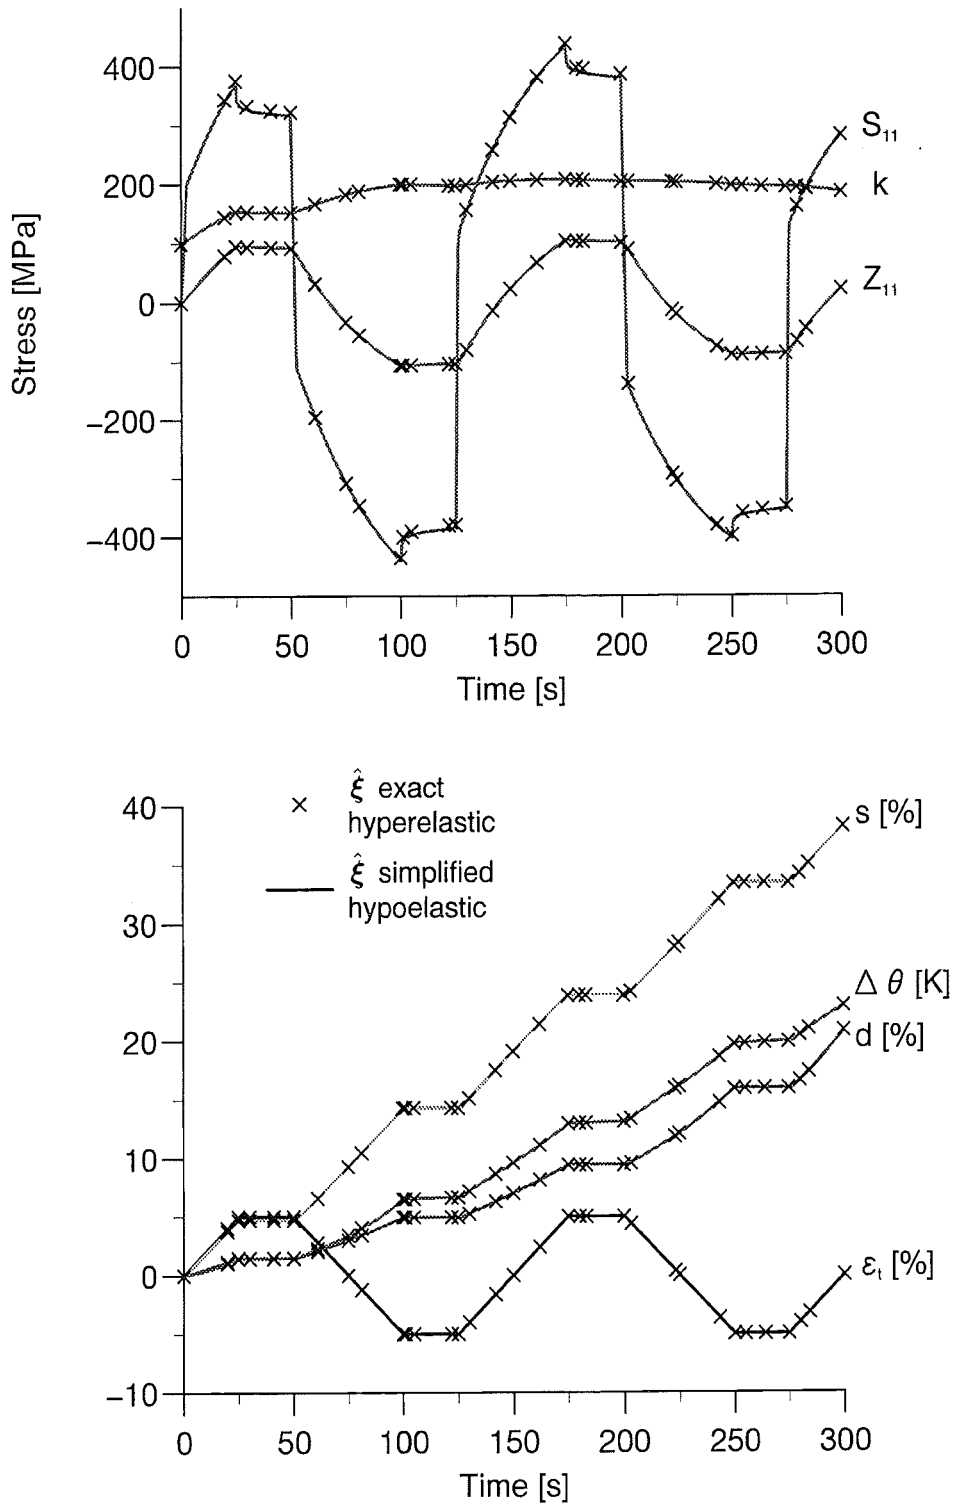 Stress [MPa]
400
200
0
−200
−400
S₁₁
k
Z₁₁
0 50 100 150 200 250 300
Time [s]
ξ̂ exact
hyperelastic
ξ̂ simplified
hypoelastic
40
30
20
10
0
−10
s [%]
Δ θ [K]
d [%]
εₜ [%]
0 50 100 150 200 250 300
Time [s]